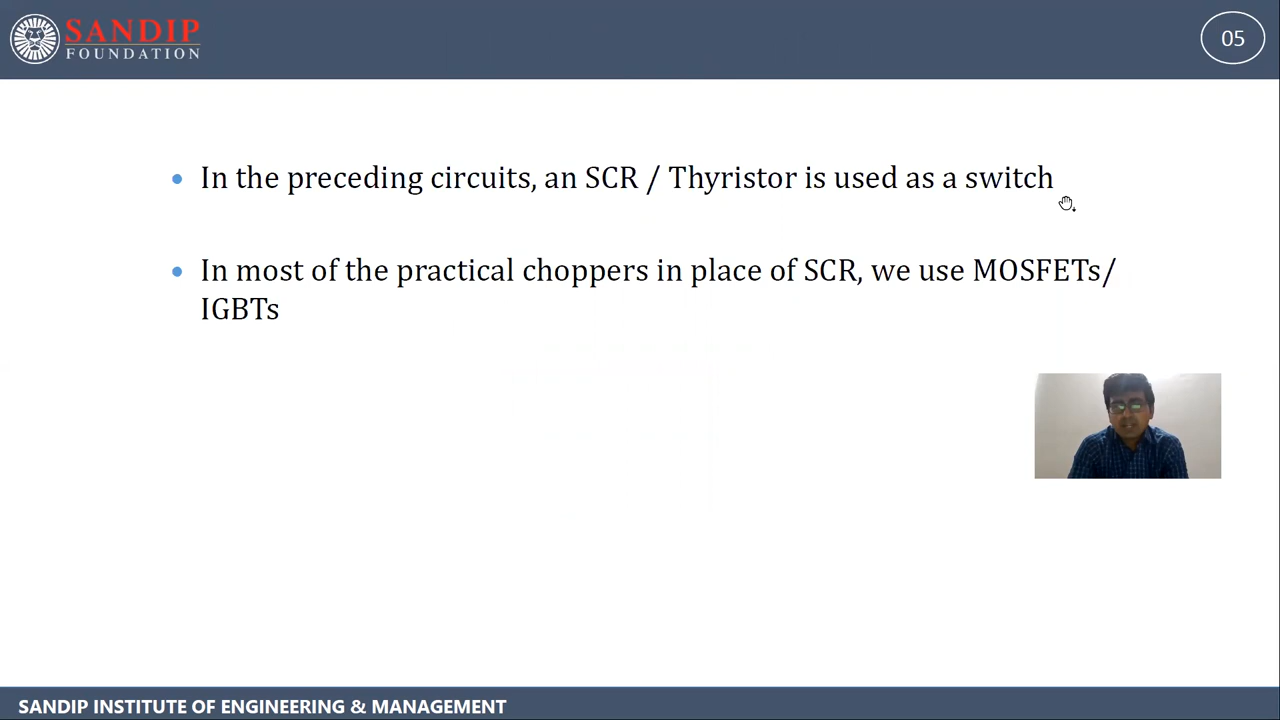 SANDIP
FOUNDATION
05
In the preceding circuits, an SCR / Thyristor is used as a switch
In most of the practical choppers in place of SCR, we use MOSFETs/
IGBTs
SANDIP INSTITUTE OF ENGINEERING & MANAGEMENT